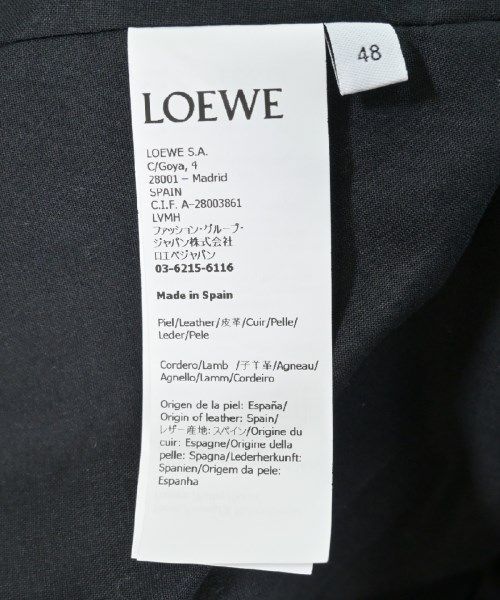 48
LOEWE
LOEWE S.A.
C/Goya, 4
28001 – Madrid
SPAIN
C.I.F. A-28003861
LVMH
ファッション・グループ・
ジャパン株式会社
ロエベジャパン
03-6215-6116
Made in Spain
Piel/Leather/皮革/Cuir/Pelle/
Leder/Pele
Cordero/Lamb /子羊革/Agneau/
Agnello/Lamm/Cordeiro
Origen de la piel: España/
Origin of leather: Spain/
レザー産地: スペイン/Origine du
cuir: Espagne/Origine della
pelle: Spagna/Lederherkunft:
Spanien/Origem da pele:
Espanha